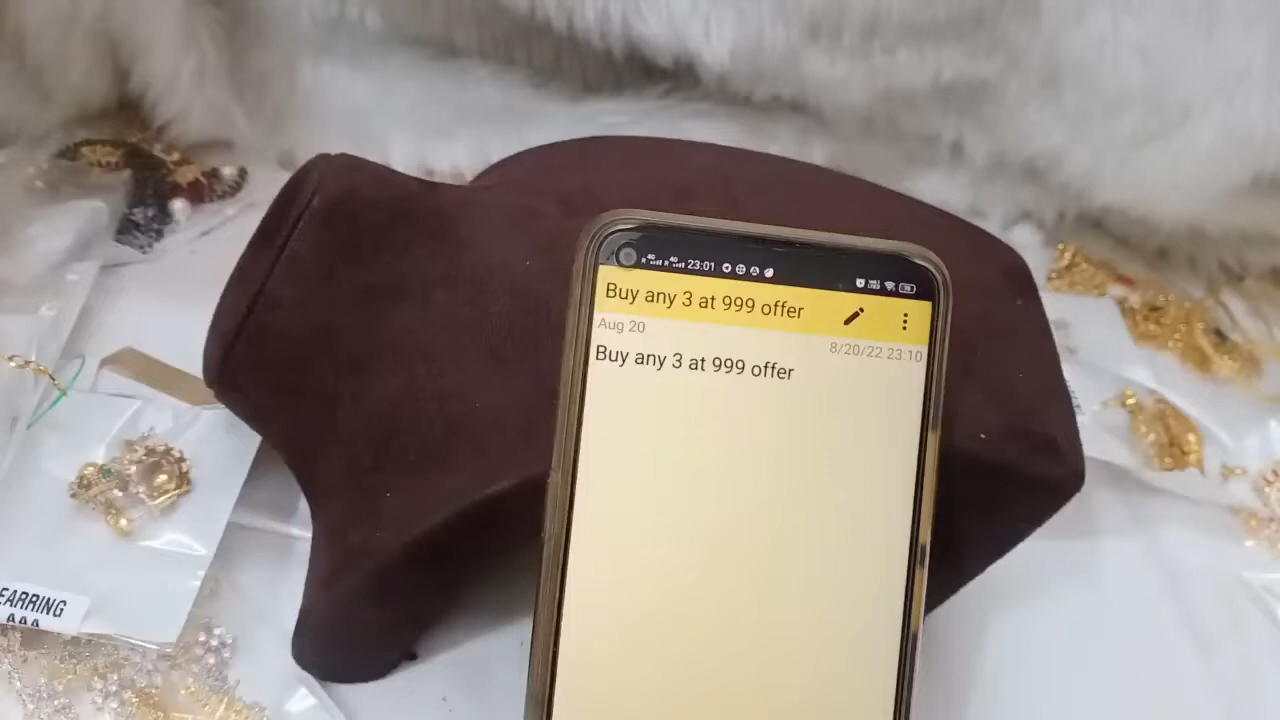 23:01
Buy any 3 at 999 offer
Aug 20
8/20/22 23:10
Buy any 3 at 999 offer
EARRING
AAA